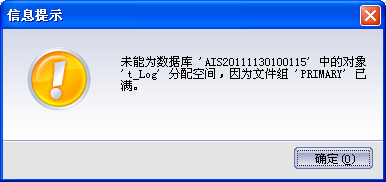 信息提示
未能为数据库 'AIS20111130100115' 中的对象
't_Log' 分配空间，因为文件组 'PRIMARY' 已
满。
确定(O)